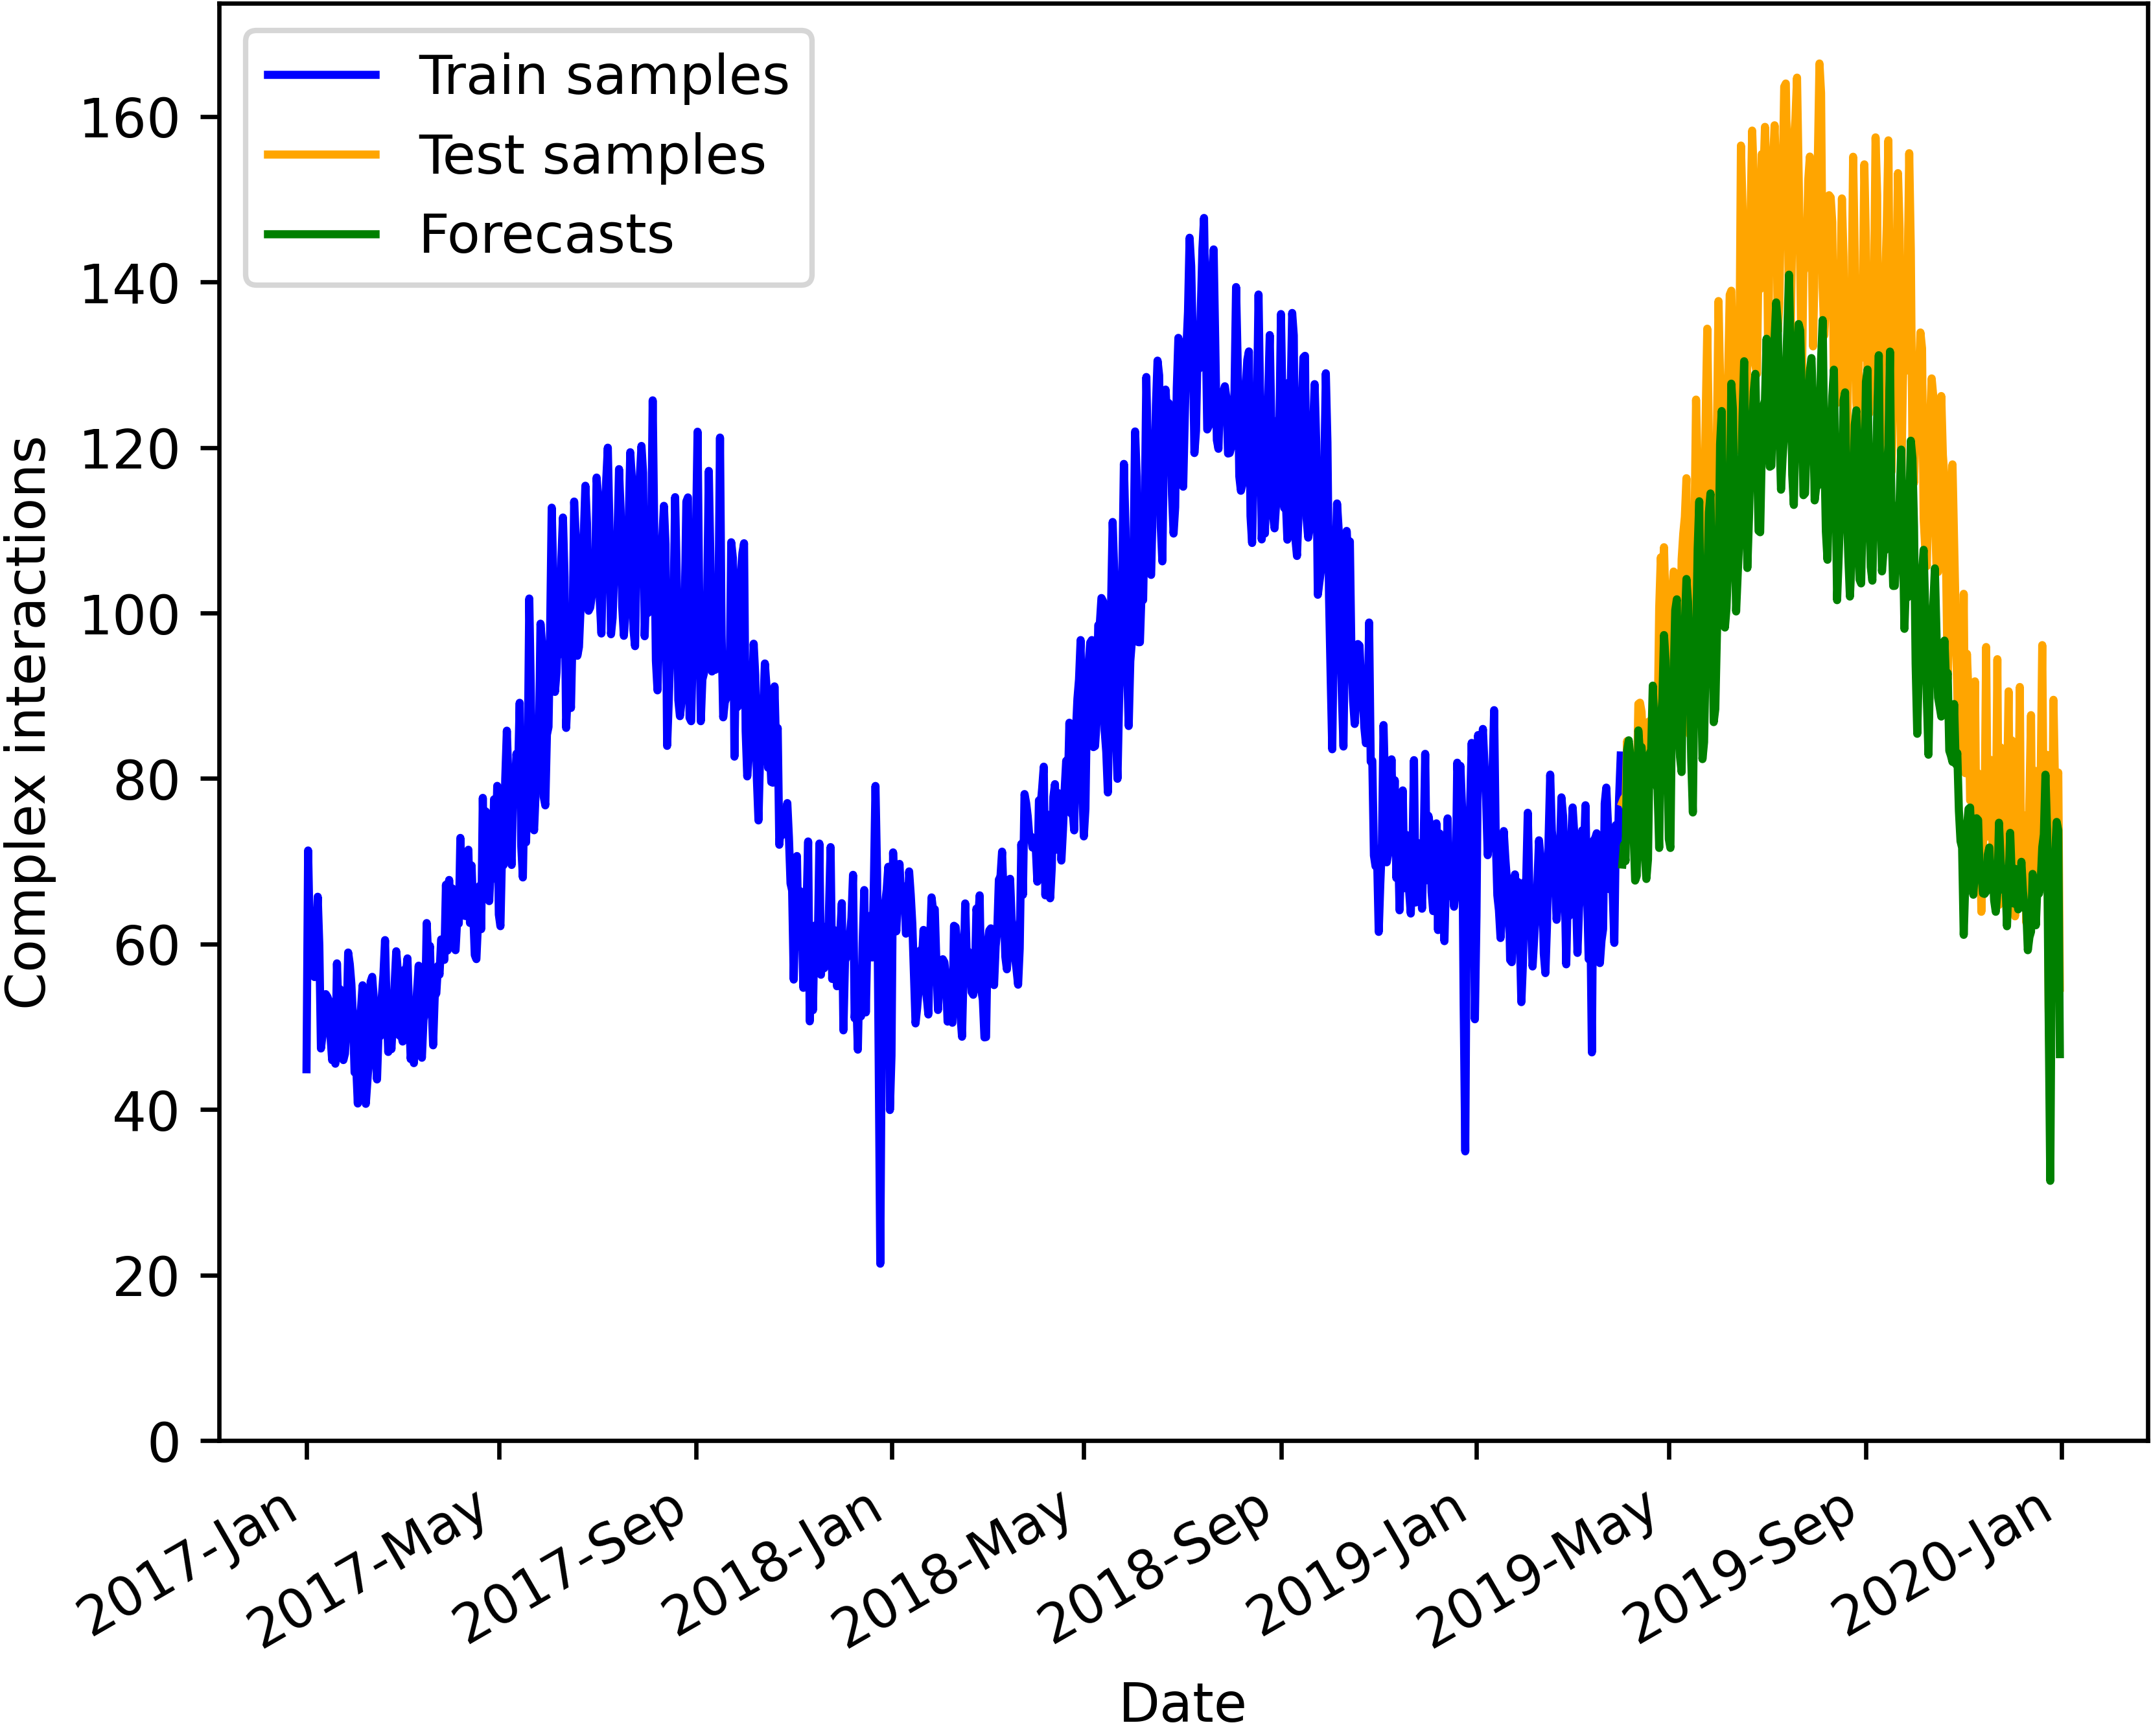 Train samples
Test samples
Forecasts
Complex interactions
160
140
120
100
80
60
40
20
0
2017-Jan
2017-May
2017-Sep
2018-Jan
2018-May
2018-Sep
2019-Jan
2019-May
2019-Sep
2020-Jan
Date